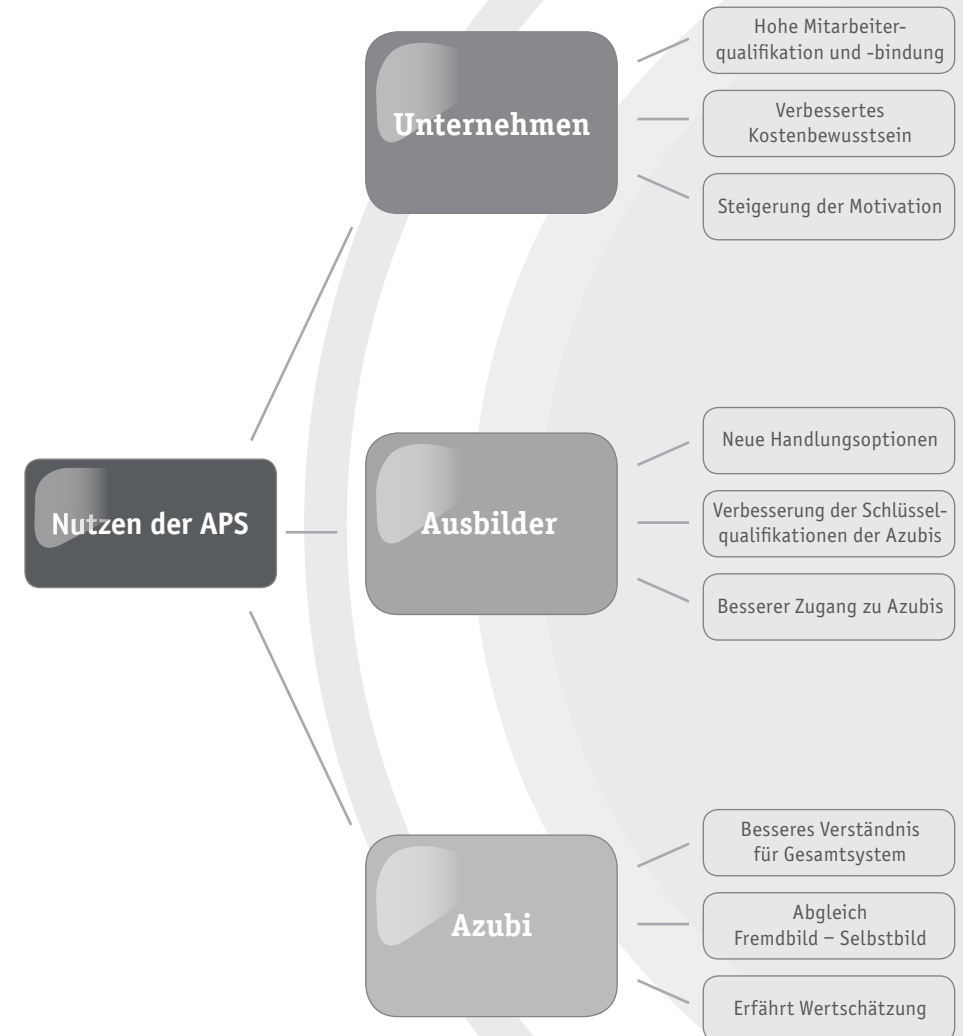 Nutzen der APS
Unternehmen
Hohe Mitarbeiter-
qualifikation und -bindung
Verbessertes
Kostenbewusstsein
Steigerung der Motivation
Ausbilder
Neue Handlungsoptionen
Verbesserung der Schlüssel-
qualifikationen der Azubis
Besserer Zugang zu Azubis
Azubi
Besseres Verständnis
für Gesamtsystem
Abgleich
Fremdbild – Selbstbild
Erfährt Wertschätzung